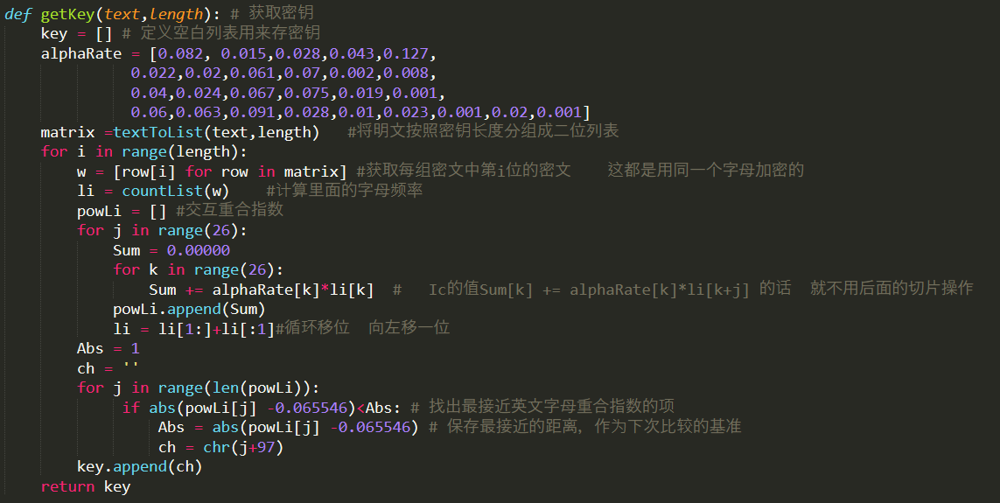 def getKey(text,length): # 获取密钥
    key = [] # 定义空白列表用来存密钥
    alphaRate = [0.082, 0.015,0.028,0.043,0.127,
              0.022,0.02,0.061,0.07,0.002,0.008,
              0.04,0.024,0.067,0.075,0.019,0.001,
              0.06,0.063,0.091,0.028,0.01,0.023,0.001,0.02,0.001]
    matrix =textToList(text,length)   #将明文按照密钥长度分组成二位列表
    for i in range(length):
        w = [row[i] for row in matrix] #获取每组密文中第i位的密文    这都是用同一个字母加密的
        li = countList(w)    #计算里面的字母频率
        powLi = [] #交互重合指数
        for j in range(26):
            Sum = 0.00000
            for k in range(26):
                Sum += alphaRate[k]*li[k]  #   Ic的值Sum[k] += alphaRate[k]*li[k+j] 的话  就不用后面的切片操作
            powLi.append(Sum)
            li = li[1:]+li[:1]#循环移位  向左移一位
        Abs = 1
        ch = ''
        for j in range(len(powLi)):
             if abs(powLi[j] -0.065546)<Abs: # 找出最接近英文字母重合指数的项
                 Abs = abs(powLi[j] -0.065546) # 保存最接近的距离，作为下次比较的基准
                 ch = chr(j+97)
        key.append(ch)
    return key